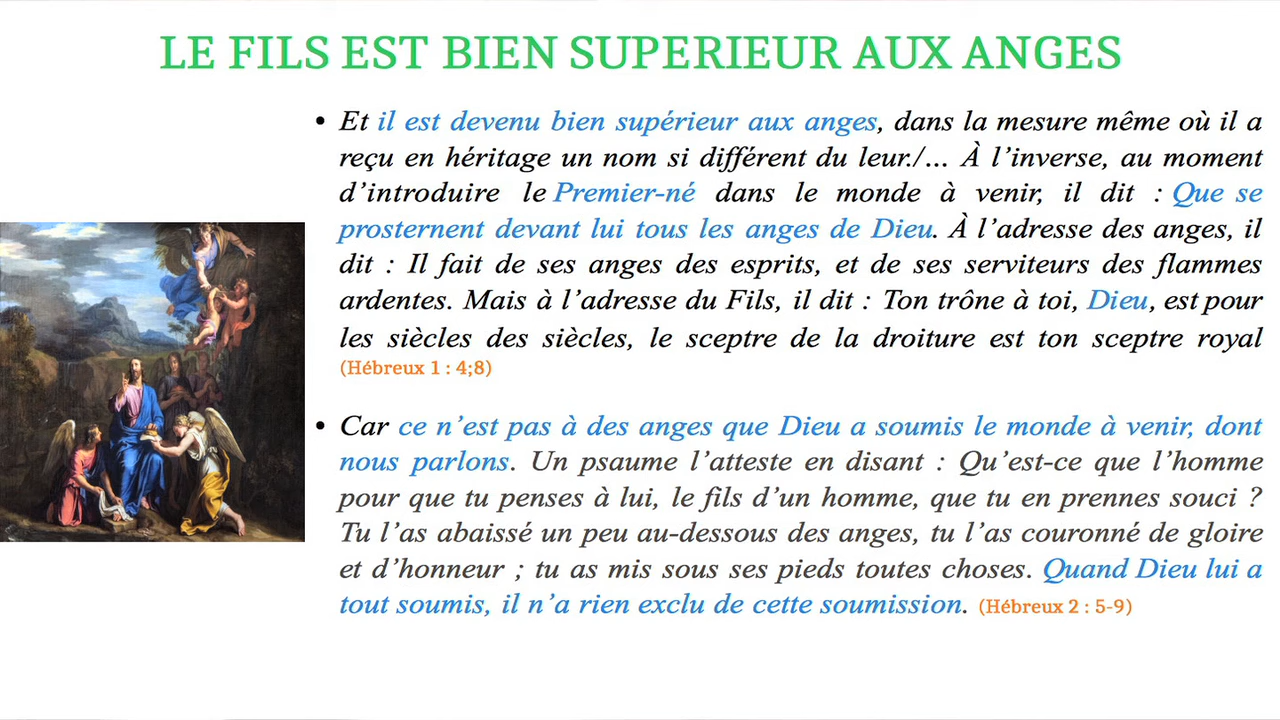 LE FILS EST BIEN SUPERIEUR AUX ANGES
• Et il est devenu bien supérieur aux anges, dans la mesure même où il a
reçu en héritage un nom si différent du leur./… À l’inverse, au moment
d’introduire le Premier-né dans le monde à venir, il dit : Que se
prosternent devant lui tous les anges de Dieu. À l’adresse des anges, il
dit : Il fait de ses anges des esprits, et de ses serviteurs des flammes
ardentes. Mais à l’adresse du Fils, il dit : Ton trône à toi, Dieu, est pour
les siècles des siècles, le sceptre de la droiture est ton sceptre royal
(Hébreux 1 : 4;8)
• Car ce n’est pas à des anges que Dieu a soumis le monde à venir, dont
nous parlons. Un psaume l’atteste en disant : Qu’est-ce que l’homme
pour que tu penses à lui, le fils d’un homme, que tu en prennes souci ?
Tu l’as abaissé un peu au-dessous des anges, tu l’as couronné de gloire
et d’honneur ; tu as mis sous ses pieds toutes choses. Quand Dieu lui a
tout soumis, il n’a rien exclu de cette soumission. (Hébreux 2 : 5-9)